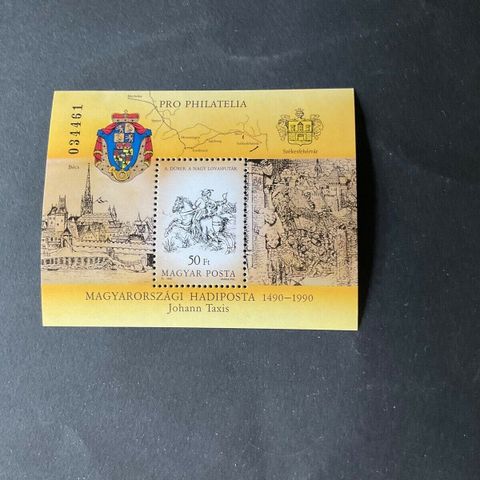 034461
PRO PHILATELIA
Székesfehérvár
Bécs
A. DÜRER: A NAGY LOVASFUTÁR
50 Ft
MAGYAR POSTA
MAGYARORSZÁGI HADIPOSTA 1490–1990
Johann Taxis